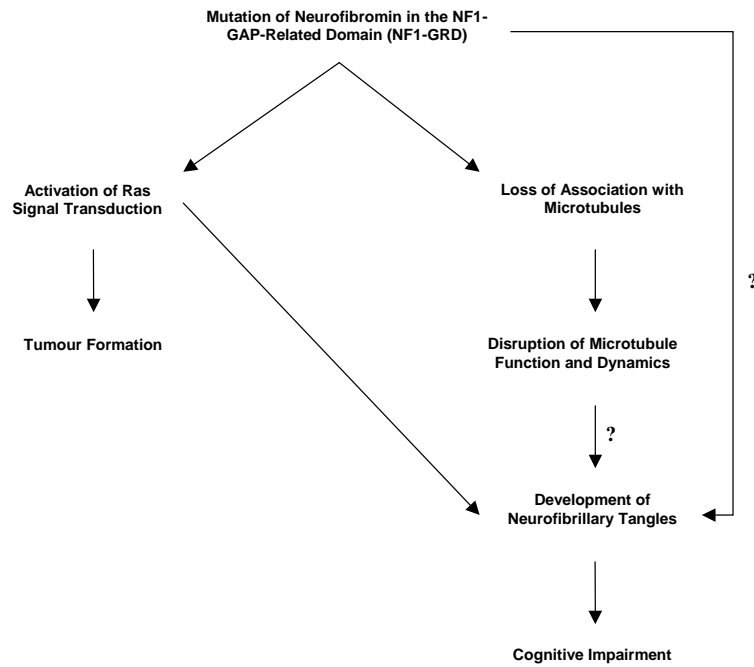 Mutation of Neurofibromin in the NF1-
GAP-Related Domain (NF1-GRD)
Activation of Ras
Signal Transduction
Loss of Association with
Microtubules
?
Tumour Formation
Disruption of Microtubule
Function and Dynamics
?
Development of
Neurofibrillary Tangles
Cognitive Impairment